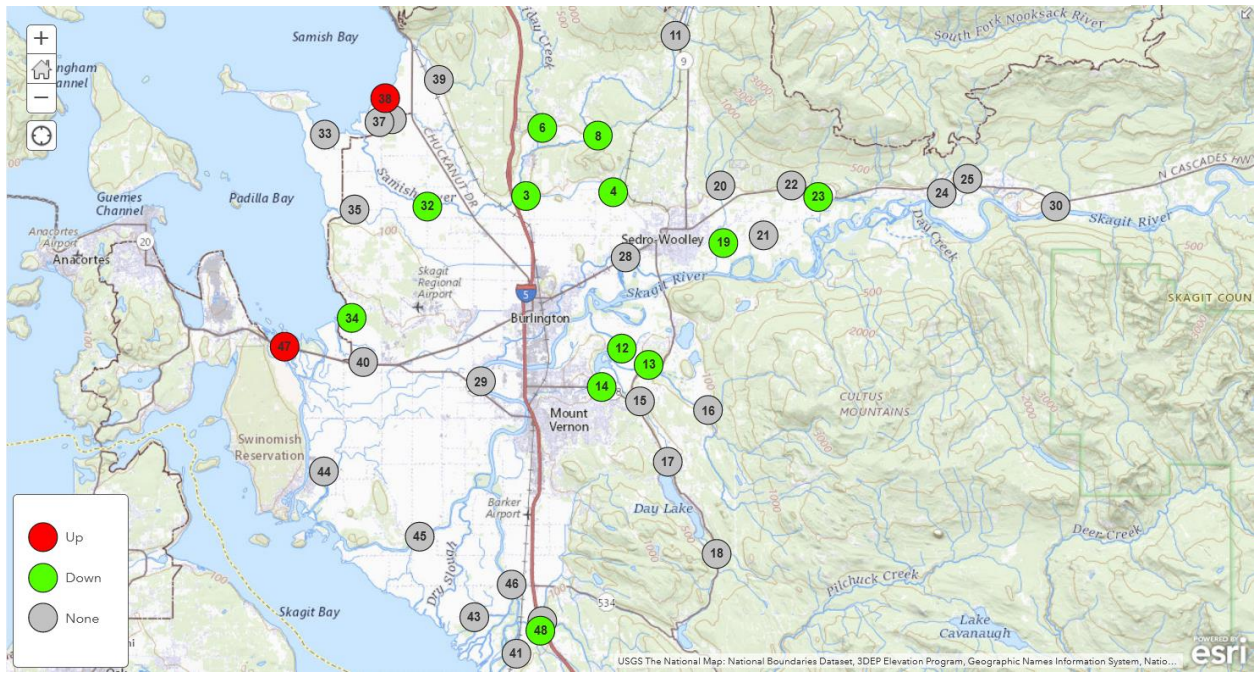 +
−
Samish Bay
ngham
annel
Friday Creek
11
9
South Fork Nooksack River
39
38
37
33
6
8
CHUCKANUT DR
3000
2000
1000
500
100
Samish River
32
3
4
20
22
23
24
25
30
N CASCADES HW
Skagit River
Guemes
Channel
Padilla Bay
35
Anacortes
Airport
20
Anacortes
Sedro-Woolley
19
21
28
Day Creek
Skagit
Regional
Airport
Skagit River
5
Burlington
SKAGIT COUN
34
47
40
29
12
13
14
15
16
Mount
Vernon
CULTUS
MOUNTAINS
Swinomish
Reservation
44
17
Barker
Airport
Day Lake
45
Dry Slough
18
Deer Creek
Pilchuck Creek
46
534
43
48
41
Skagit Bay
Lake
Cavanaugh
Up
Down
None
USGS The National Map: National Boundaries Dataset, 3DEP Elevation Program, Geographic Names Information System, Natio...
POWERED BY
esri